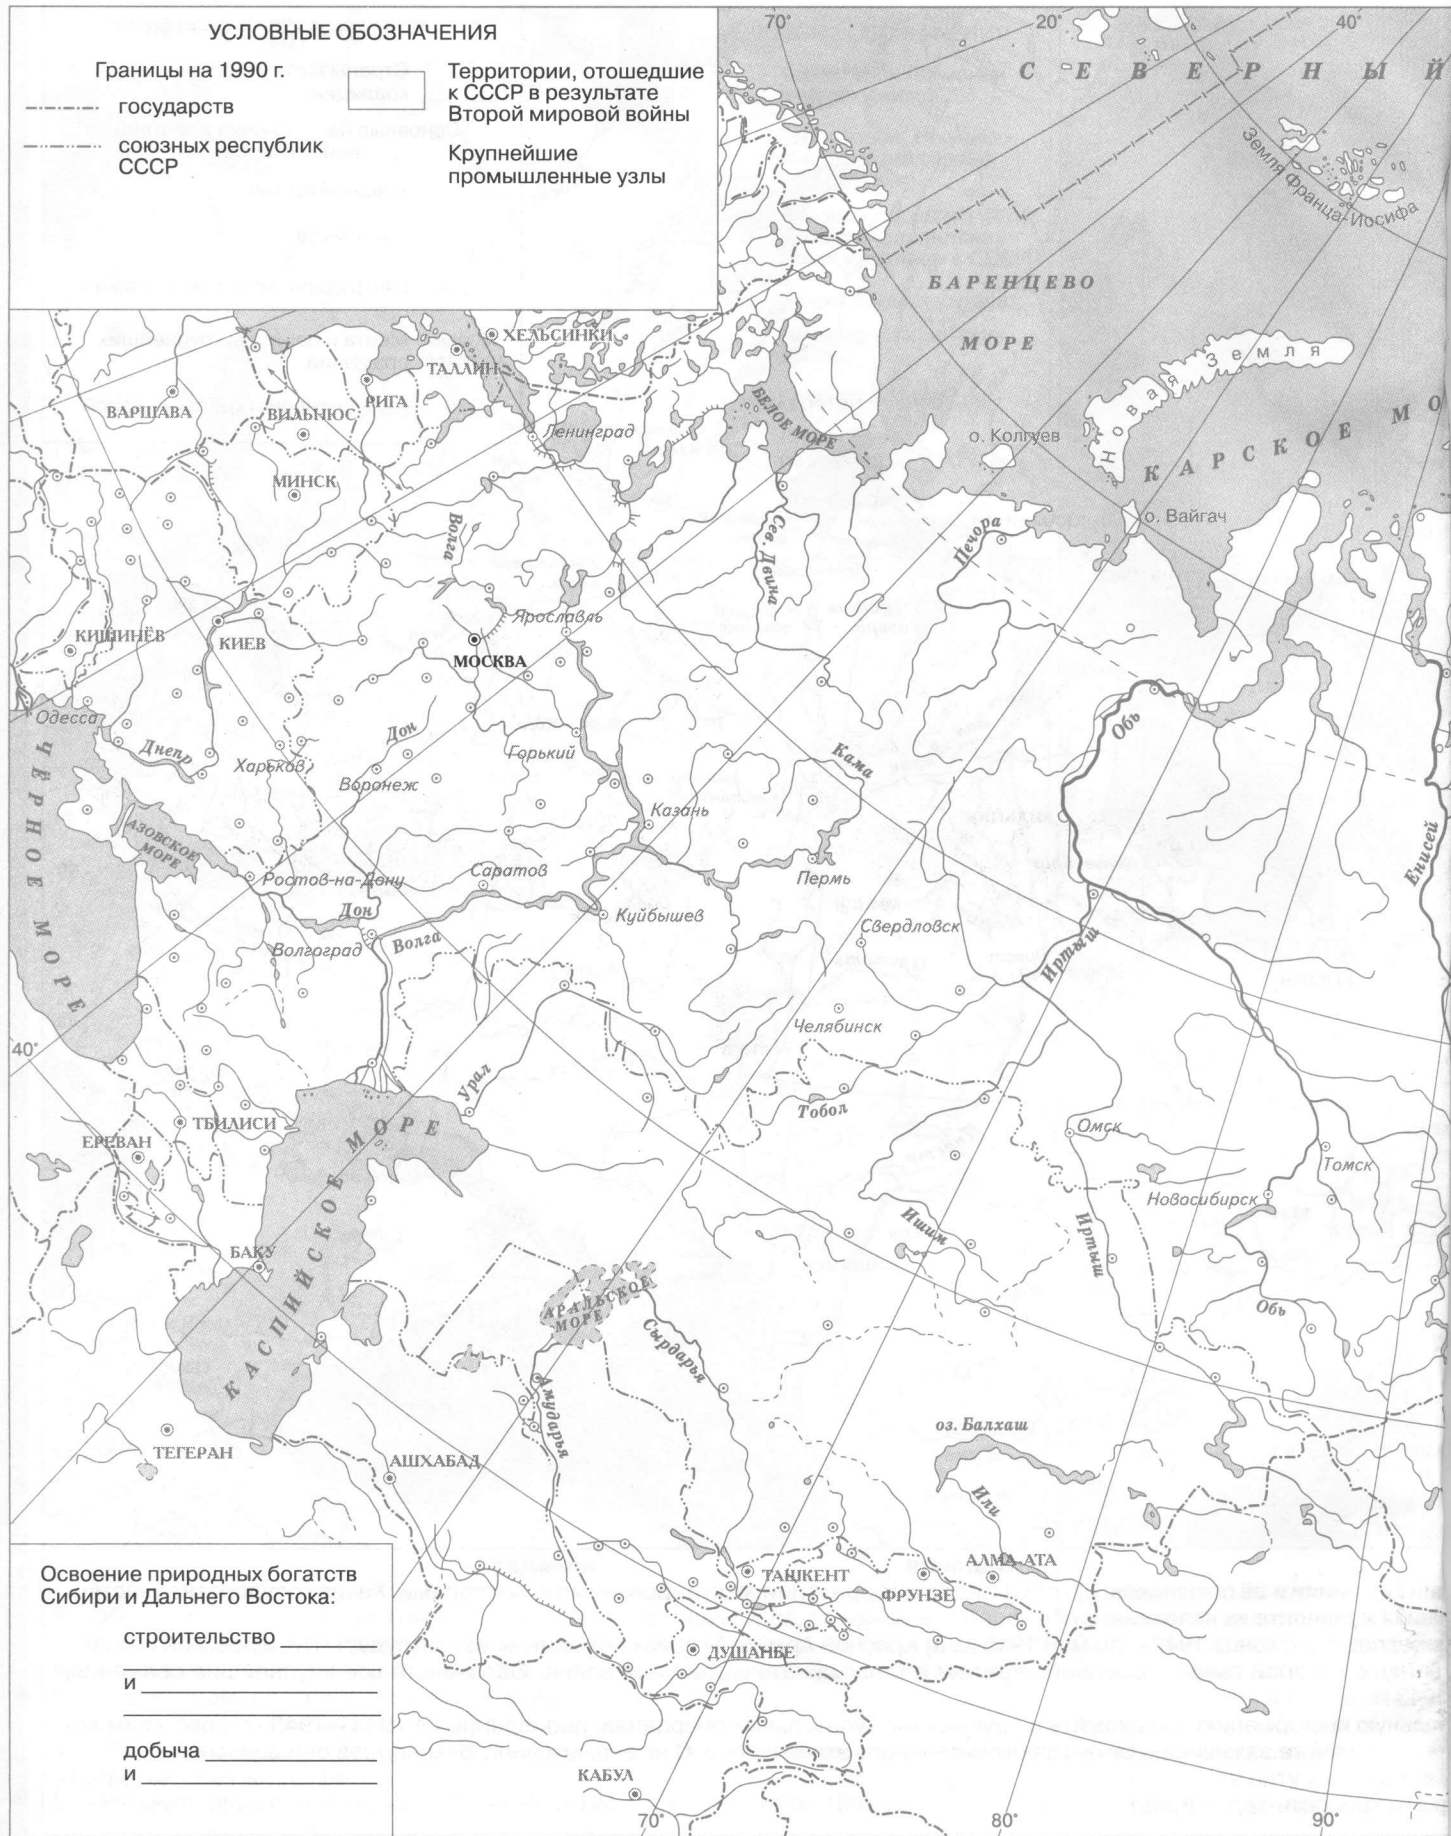 УСЛОВНЫЕ ОБОЗНАЧЕНИЯ
Границы на 1990 г.
государств
союзных республик
СССР
Территории, отошедшие
к СССР в результате
Второй мировой войны
Крупнейшие
промышленные узлы
70°
20°
40°
СЕВЕРНЫЙ
Земля Франца-Иосифа
БАРЕНЦЕВО
МОРЕ
Новая Земля
КАРСКОЕ МО
БЕЛОЕ МОРЕ
о. Колгуев
о. Вайгач
ХЕЛЬСИНКИ
ТАЛЛИН
РИГА
ВАРШАВА
ВИЛЬНЮС
Ленинград
МИНСК
Волга
Сев. Двина
Печора
Ярославль
КИШИНЁВ
КИЕВ
МОСКВА
Одесса
Днепр
Дон
Обь
Харьков
Воронеж
Горький
Кама
ЧЁРНОЕ МОРЕ
АЗОВСКОЕ
МОРЕ
Казань
Енисей
Ростов-на-Дону
Саратов
Пермь
Дон
Куйбышев
Волгоград
Волга
Свердловск
Иртыш
Челябинск
40°
Урал
Тобол
ТБИЛИСИ
ЕРЕВАН
Омск
Томск
Новосибирск
БАКУ
КАСПИЙСКОЕ МОРЕ
Ишим
Иртыш
АРАЛЬСКОЕ
МОРЕ
Обь
Сырдарья
Амударья
оз. Балхаш
ТЕГЕРАН
АШХАБАД
Или
АЛМА-АТА
ТАШКЕНТ
ФРУНЗЕ
ДУШАНБЕ
КАБУЛ
70°
80°
90°
Освоение природных богатств
Сибири и Дальнего Востока:
строительство
и
добыча
и